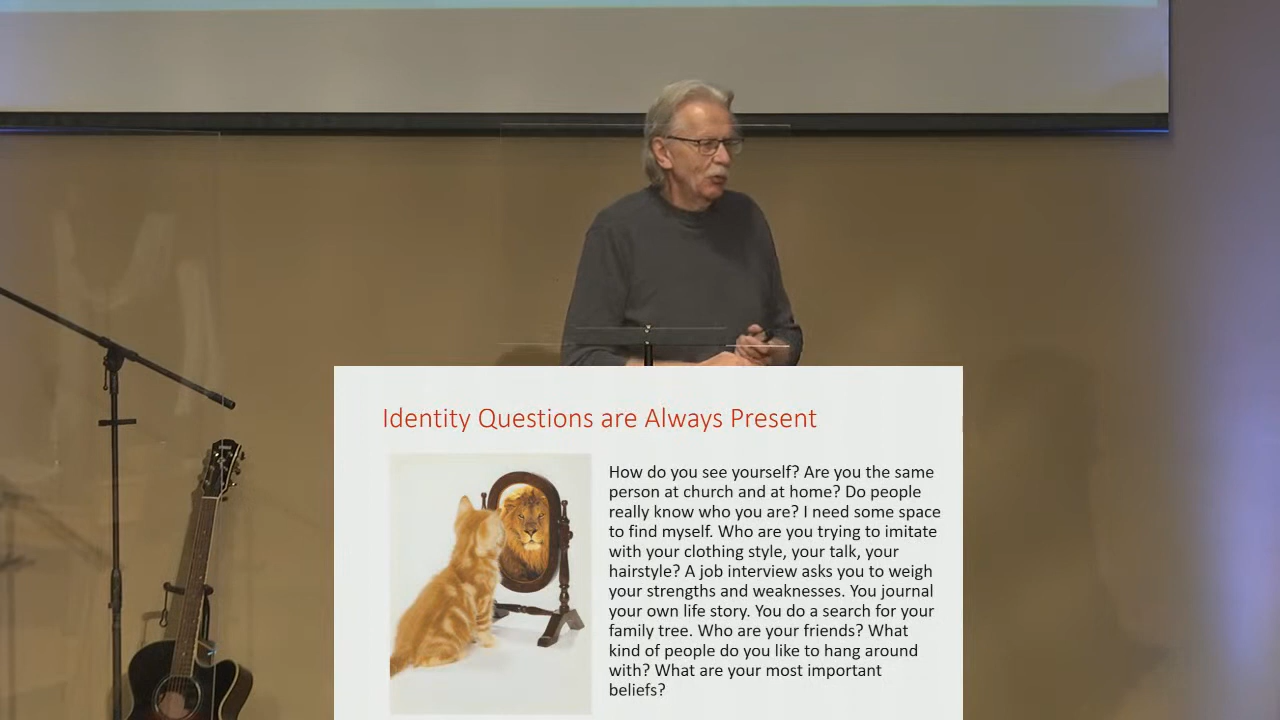 Identity Questions are Always Present
How do you see yourself? Are you the same
person at church and at home? Do people
really know who you are? I need some space
to find myself. Who are you trying to imitate
with your clothing style, your talk, your
hairstyle? A job interview asks you to weigh
your strengths and weaknesses. You journal
your own life story. You do a search for your
family tree. Who are your friends? What
kind of people do you like to hang around
with? What are your most important
beliefs?